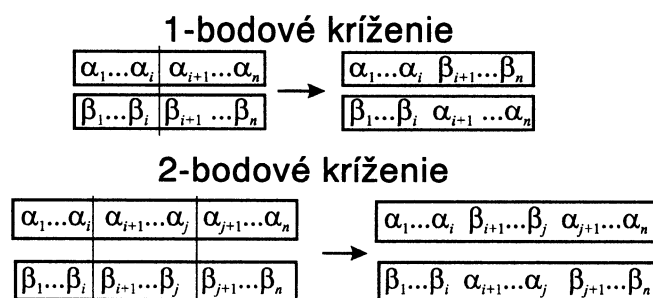 1-bodové kríženie
α₁...αᵢ αᵢ₊₁...αₙ α₁...αᵢ βᵢ₊₁...βₙ
β₁...βᵢ βᵢ₊₁ ...βₙ β₁...βᵢ αᵢ₊₁ ...αₙ
2-bodové kríženie
α₁...αᵢ αᵢ₊₁...αⱼ αⱼ₊₁...αₙ α₁...αᵢ βᵢ₊₁...βⱼ αⱼ₊₁...αₙ
β₁...βᵢ βᵢ₊₁...βⱼ βⱼ₊₁...βₙ β₁...βᵢ αᵢ₊₁...αⱼ βⱼ₊₁...βₙ